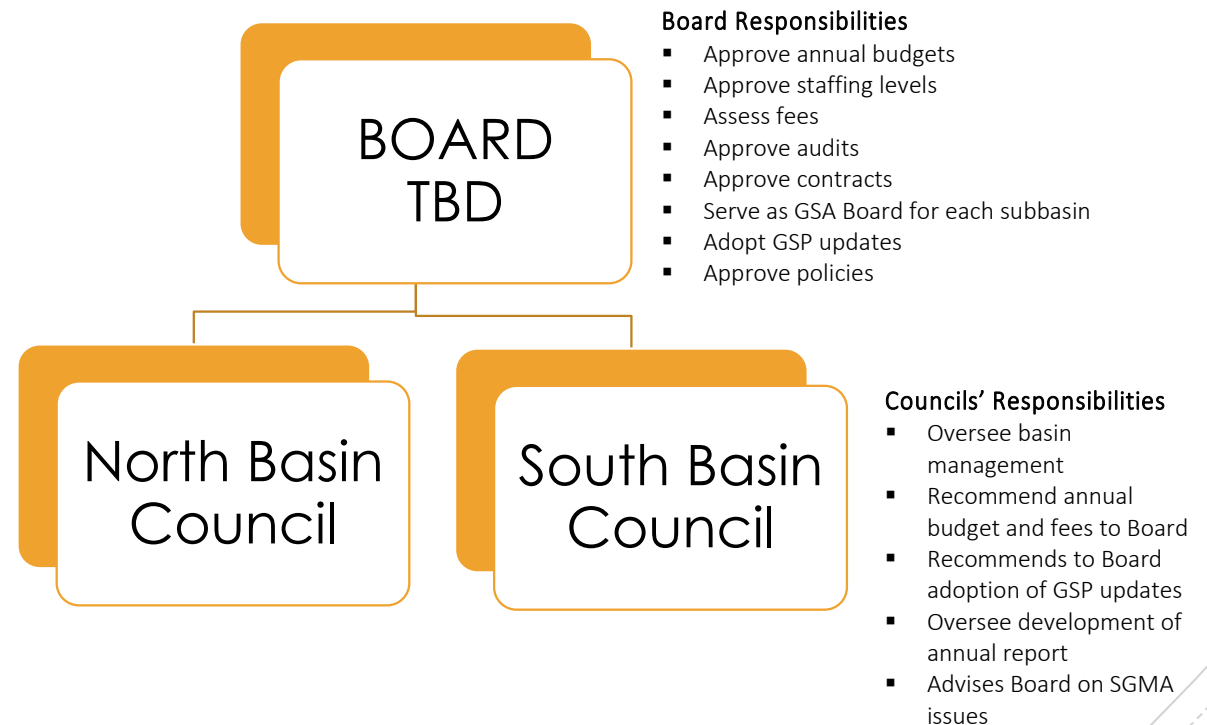 Board Responsibilities
▪ Approve annual budgets
▪ Approve staffing levels
▪ Assess fees
▪ Approve audits
▪ Approve contracts
▪ Serve as GSA Board for each subbasin
▪ Adopt GSP updates
▪ Approve policies
BOARD
TBD
North Basin
Council
South Basin
Council
Councils’ Responsibilities
▪ Oversee basin
management
▪ Recommend annual
budget and fees to Board
▪ Recommends to Board
adoption of GSP updates
▪ Oversee development of
annual report
▪ Advises Board on SGMA
issues